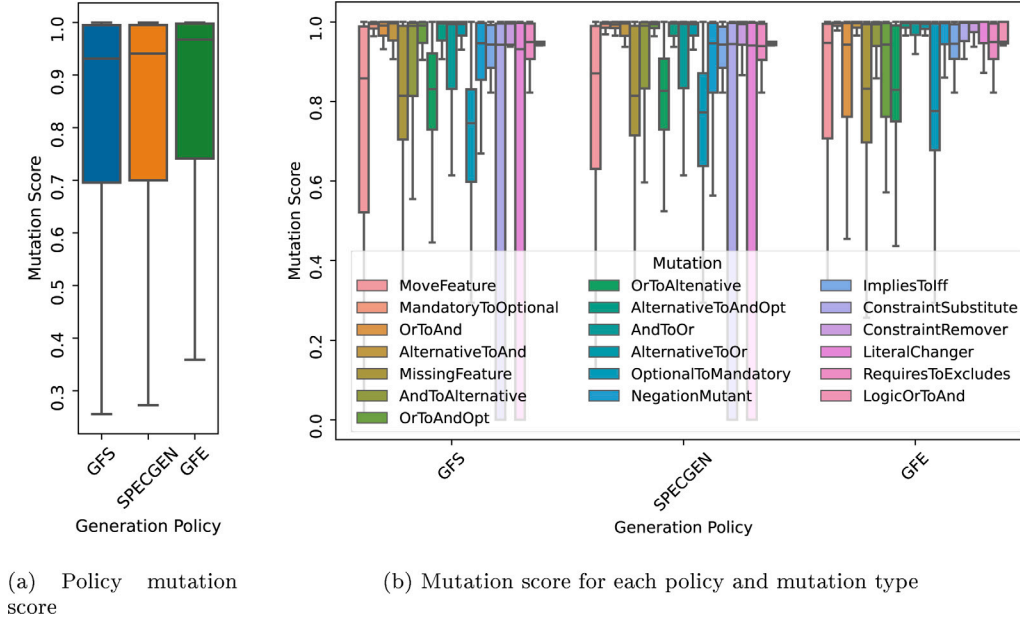 1.0
0.9
0.8
0.7
0.6
0.5
0.4
0.3
Mutation Score
GFS
SPECGEN
GFE
Generation Policy
(a) Policy mutation
score
1.0
0.8
0.6
0.4
0.2
0.0
Mutation Score
Mutation
MoveFeature
MandatoryToOptional
OrToAnd
AlternativeToAnd
MissingFeature
AndToAlternative
OrToAndOpt
OrToAltenative
AlternativeToAndOpt
AndToOr
AlternativeToOr
OptionalToMandatory
NegationMutant
ImpliesToIff
ConstraintSubstitute
ConstraintRemover
LiteralChanger
RequiresToExcludes
LogicOrToAnd
GFS
SPECGEN
GFE
Generation Policy
(b) Mutation score for each policy and mutation type